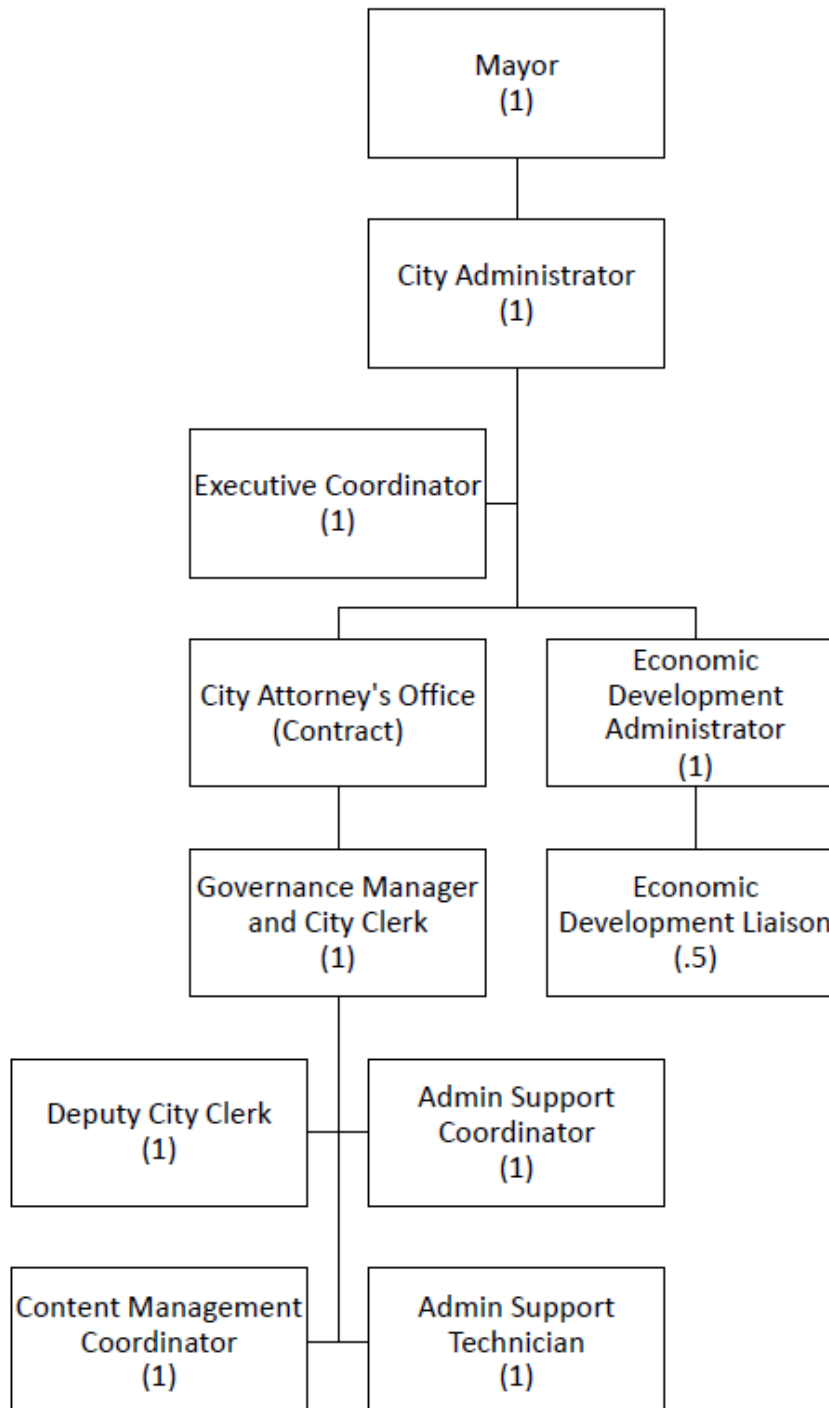 Mayor
(1)
City Administrator
(1)
Executive Coordinator
(1)
City Attorney's Office
(Contract)
Economic
Development
Administrator
(1)
Governance Manager
and City Clerk
(1)
Economic
Development Liaison
(.5)
Deputy City Clerk
(1)
Admin Support
Coordinator
(1)
Content Management
Coordinator
(1)
Admin Support
Technician
(1)